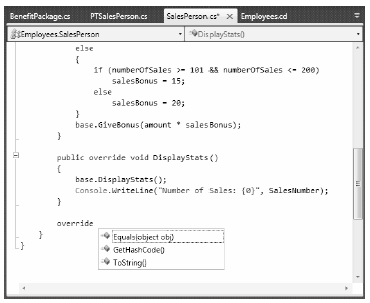 BenefitPackage.cs PTSalesPerson.cs SalesPerson.cs* Employees.cd
Employees.SalesPerson DisplayStats()
else
{
if (numberOfSales >= 101 && numberOfSales <= 200)
salesBonus = 15;
else
salesBonus = 20;
}
base.GiveBonus(amount * salesBonus);
}
public override void DisplayStats()
{
base.DisplayStats();
Console.WriteLine("Number of Sales: {0}", SalesNumber);
}
override
Equals(object obj)
GetHashCode()
ToString()
}
}